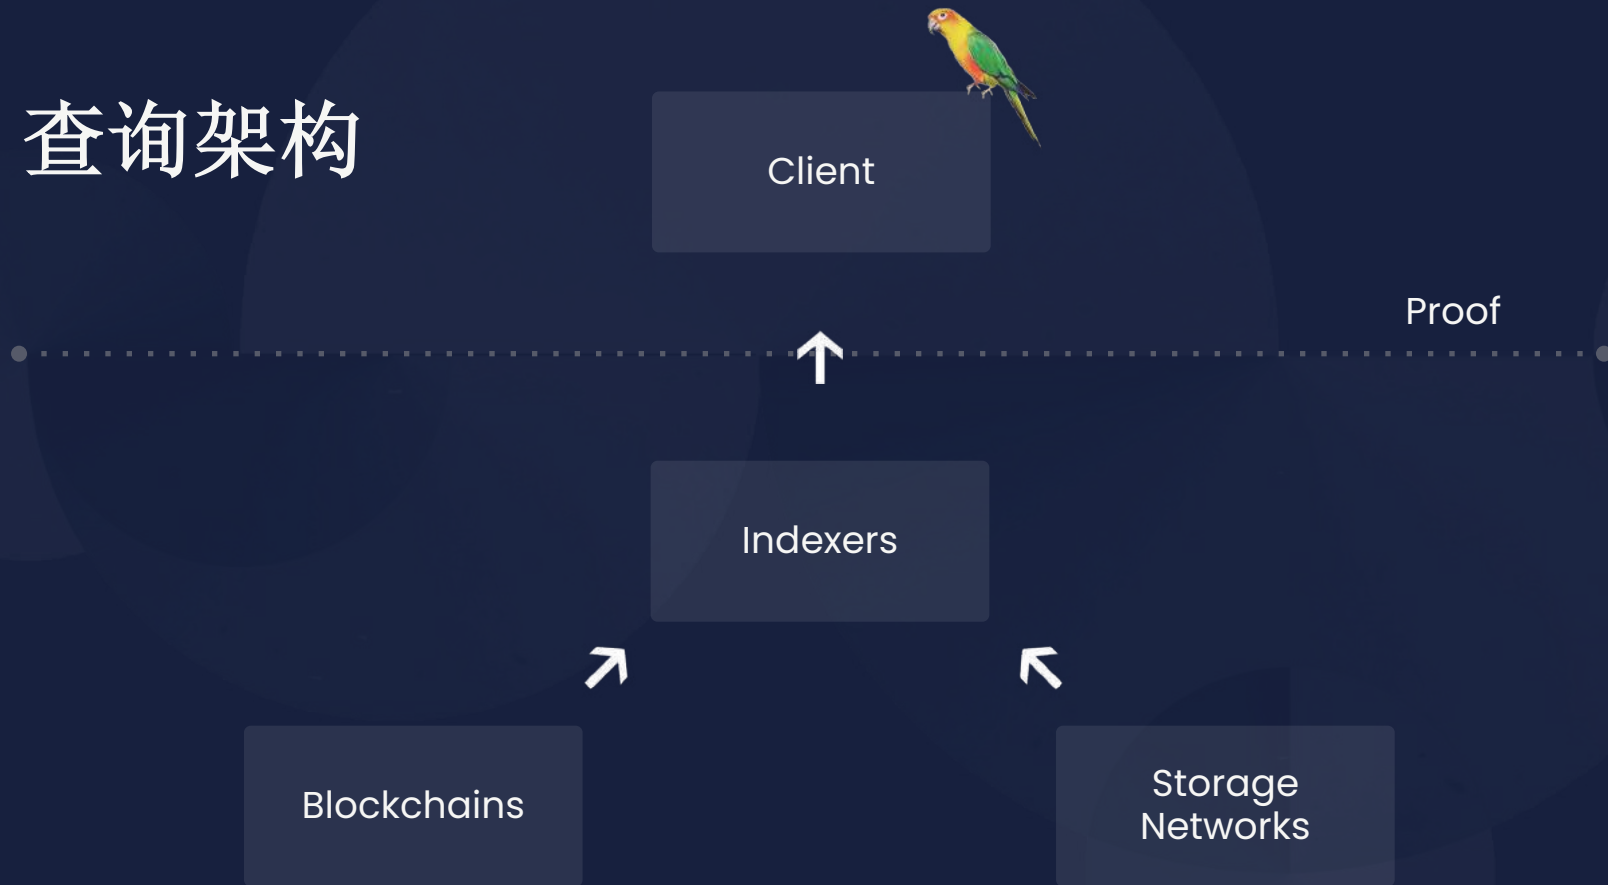 查询架构
Client
Proof
Indexers
Blockchains
Storage
Networks